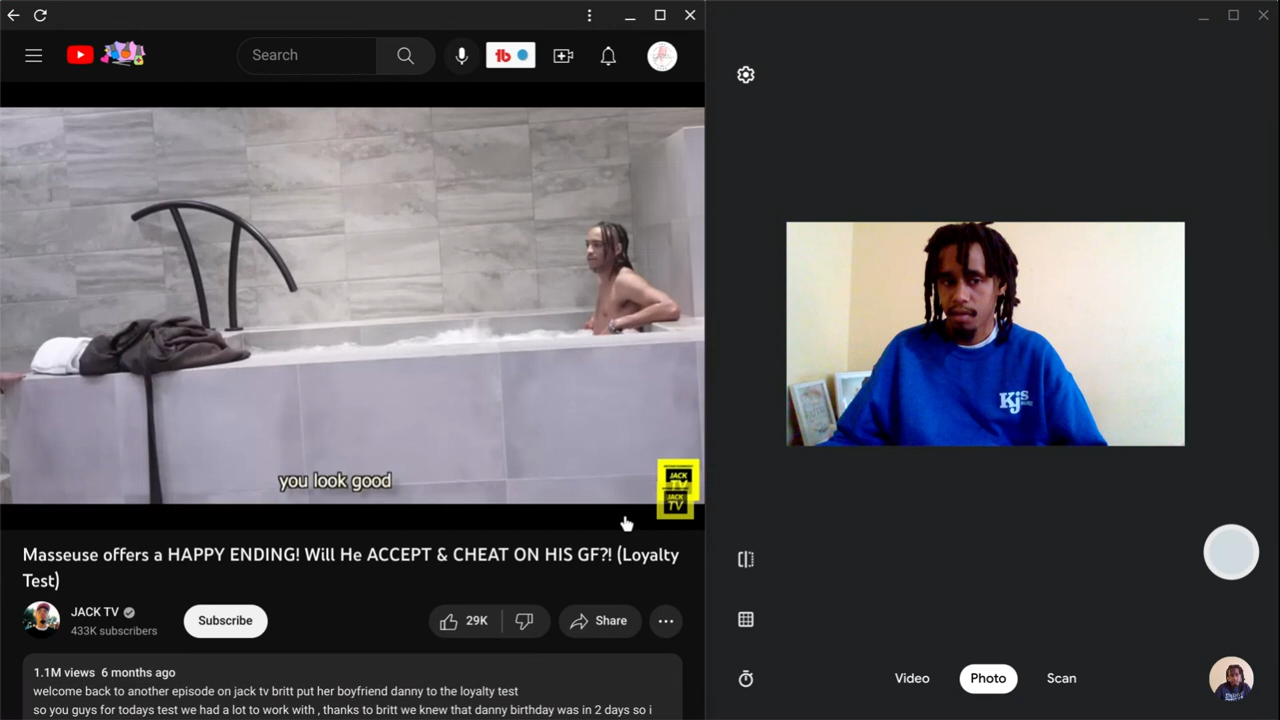 Search
you look good
JACK
TV
JACK
TV
Masseuse offers a HAPPY ENDING! Will He ACCEPT & CHEAT ON HIS GF?! (Loyalty
Test)
JACK TV
433K subscribers
Subscribe
29K
Share
1.1M views 6 months ago
welcome back to another episode on jack tv britt put her boyfriend danny to the loyalty test
so you guys for todays test we had a lot to work with , thanks to britt we knew that danny birthday was in 2 days so i
Kjs
Video
Photo
Scan